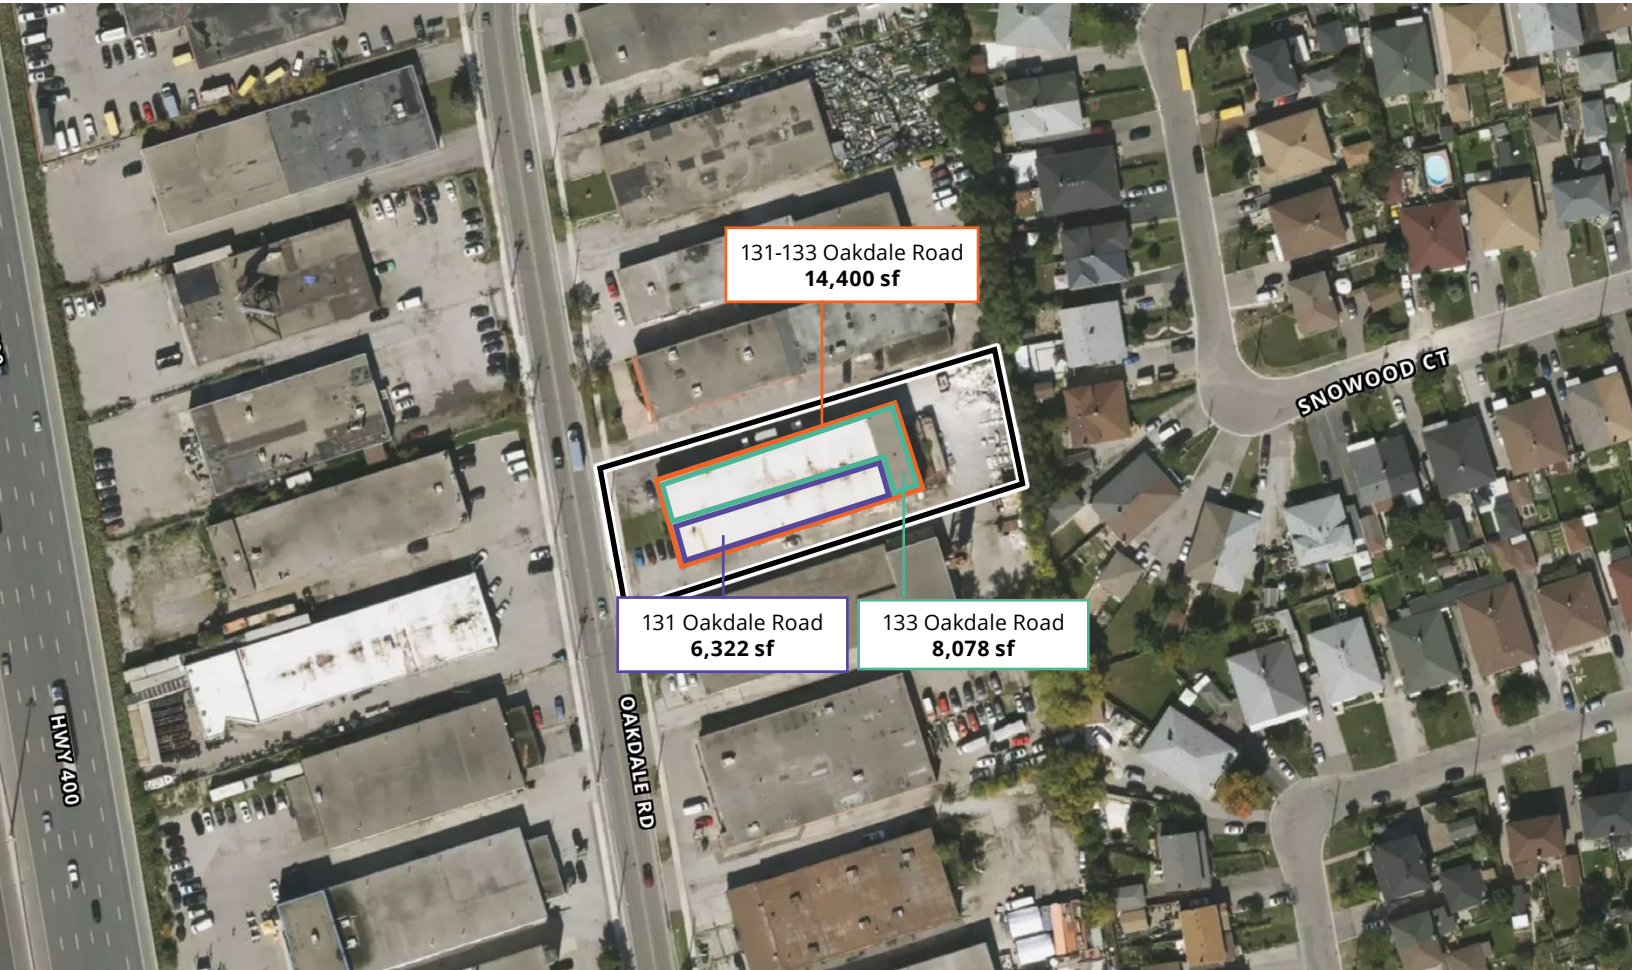 131-133 Oakdale Road
14,400 sf
SNOWOOD CT
131 Oakdale Road
6,322 sf
133 Oakdale Road
8,078 sf
OAKDALE RD
HWY 400